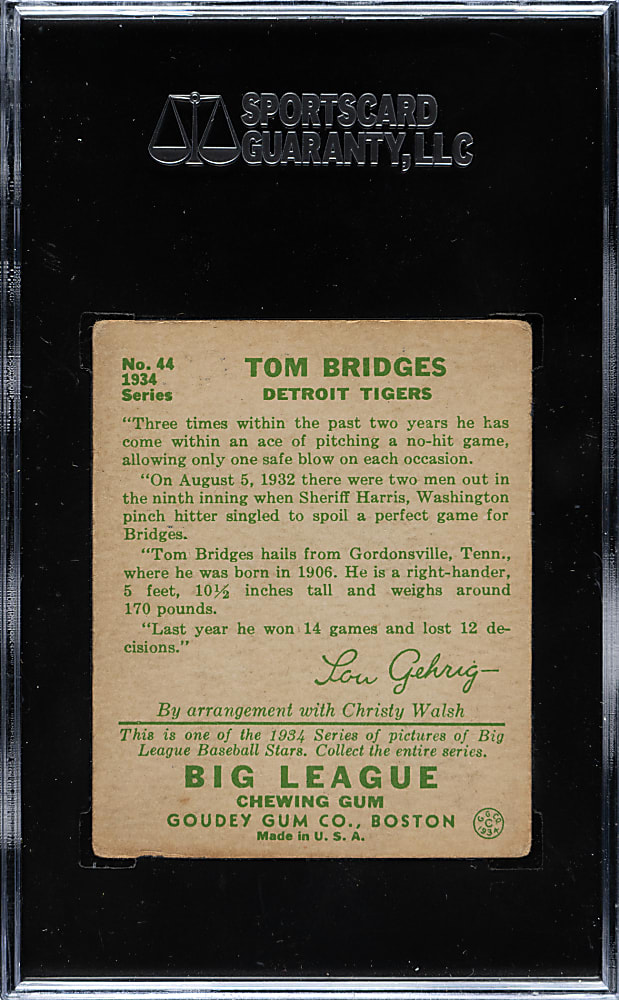 SPORTSCARD
GUARANTY, LLC
No. 44
1934
Series
TOM BRIDGES
DETROIT TIGERS
"Three times within the past two years he has
come within an ace of pitching a no-hit game,
allowing only one safe blow on each occasion.
"On August 5, 1932 there were two men out in
the ninth inning when Sheriff Harris, Washington
pinch hitter singled to spoil a perfect game for
Bridges.
"Tom Bridges hails from Gordonsville, Tenn.,
where he was born in 1906. He is a right-hander,
5 feet, 10½ inches tall and weighs around
170 pounds.
"Last year he won 14 games and lost 12 de-
cisions."
Lou Gehrig
By arrangement with Christy Walsh
This is one of the 1934 Series of pictures of Big
League Baseball Stars. Collect the entire series.
BIG LEAGUE
CHEWING GUM
GOUDEY GUM CO., BOSTON
Made in U. S. A.
G. G. CO.
C
1934